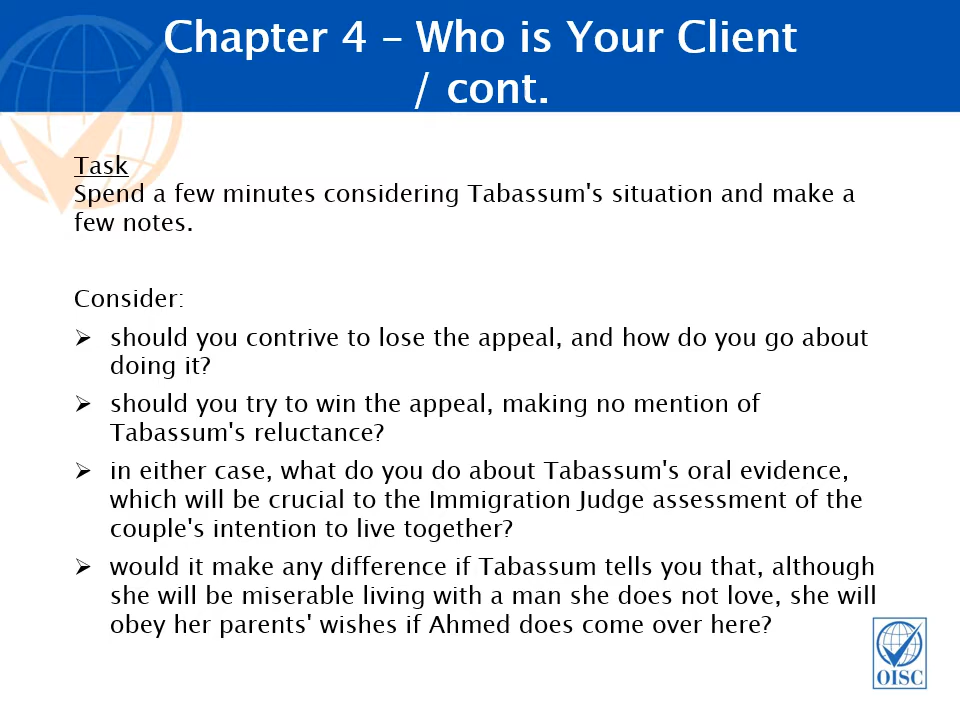 Chapter 4 – Who is Your Client
/ cont.
Task
Spend a few minutes considering Tabassum's situation and make a
few notes.
Consider:
➢ should you contrive to lose the appeal, and how do you go about
doing it?
➢ should you try to win the appeal, making no mention of
Tabassum's reluctance?
➢ in either case, what do you do about Tabassum's oral evidence,
which will be crucial to the Immigration Judge assessment of the
couple's intention to live together?
➢ would it make any difference if Tabassum tells you that, although
she will be miserable living with a man she does not love, she will
obey her parents' wishes if Ahmed does come over here?
OISC